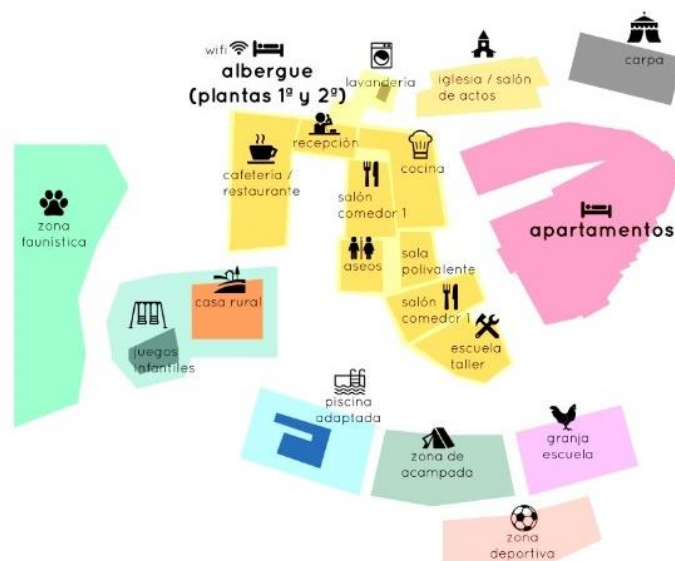 wifi
albergue
(plantas 1ª y 2ª)
lavandería
iglesia / salón
de actos
carpa
recepción
cafetería /
restaurante
cocina
salón
comedor 1
zona
faunística
apartamentos
aseos
sala
polivalente
casa rural
salón
comedor 1
juegos
infantiles
escuela
taller
piscina
adaptada
zona de
acampada
granja
escuela
zona
deportiva